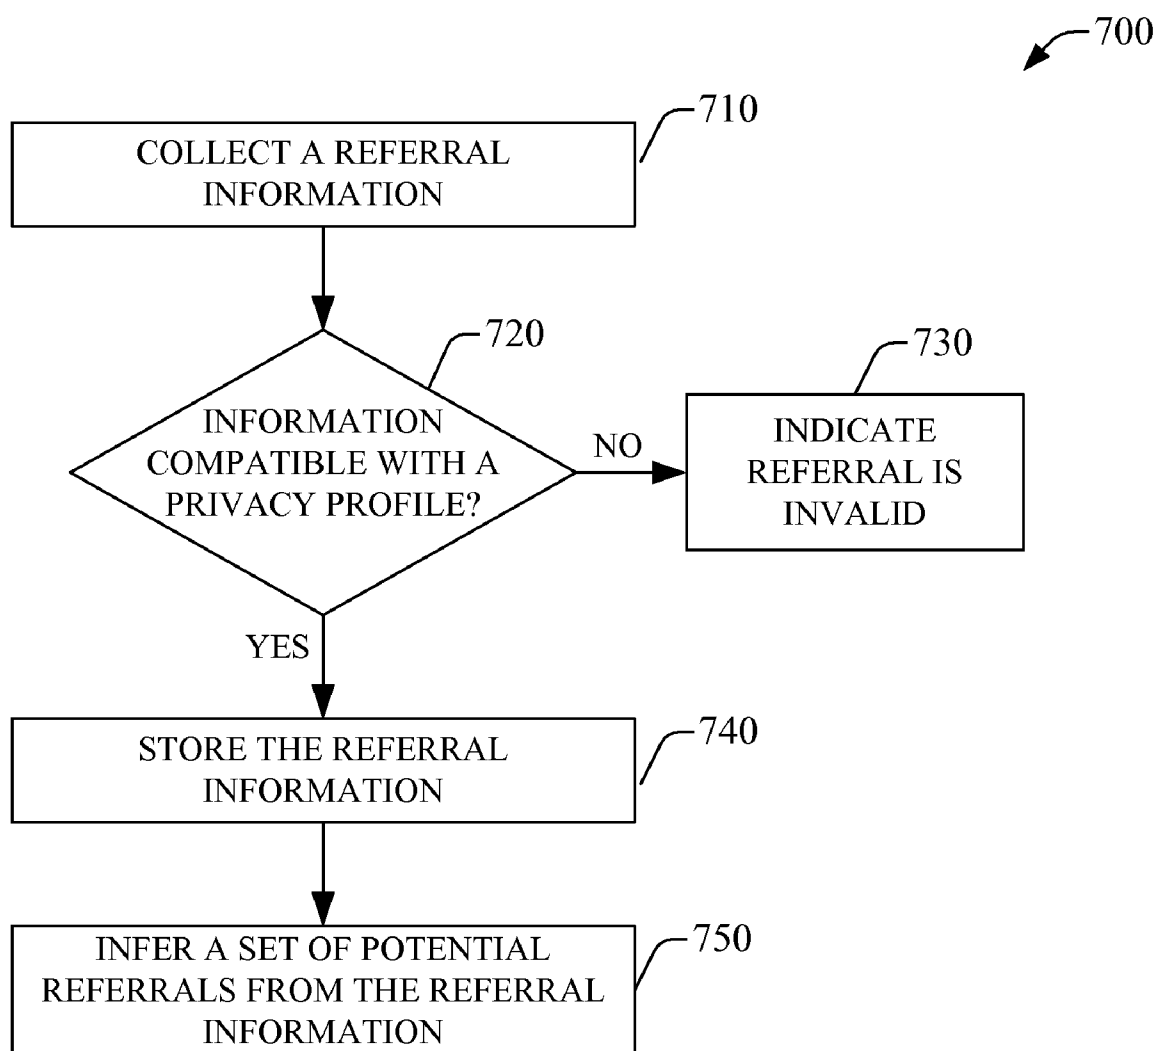 700
710
COLLECT A REFERRAL
INFORMATION
720
INFORMATION
COMPATIBLE WITH A
PRIVACY PROFILE?
NO
730
INDICATE
REFERRAL IS
INVALID
YES
740
STORE THE REFERRAL
INFORMATION
750
INFER A SET OF POTENTIAL
REFERRALS FROM THE REFERRAL
INFORMATION